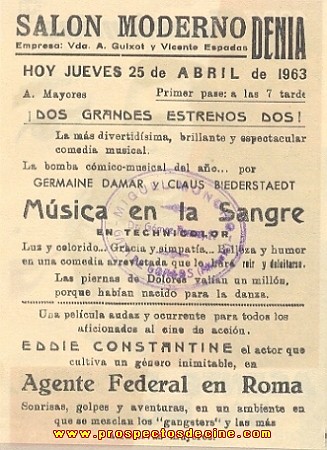 SALON MODERNO DENIA
Empresa: Vda. A. Guixot y Vicente Espadas
HOY JUEVES 25 de ABRIL de 1963
A. Mayores Primer pase: a las 7 tarde
¡DOS GRANDES ESTRENOS DOS!
La más divertidísima, brillante y espectacular
comedia musical.
La bomba cómico-musical del año... por
GERMAINE DAMAR y CLAUS BIEDERSTAEDT
Música en la Sangre
EN TECHNICOLOR
Luz y colorido... Gracia y simpatía... Belleza y humor
en una comedia arrevistada que le hará reir y deleitarse.
Las piernas de Dolores valían un millón,
porque habían nacido para la danza.
Una película audaz y ocurrente para todos los
aficionados al cine de acción.
EDDIE CONSTANTINE el actor que
cultiva un género inimitable, en
Agente Federal en Roma
Sonrisas, golpes y aventuras, en un ambiente en
que se mezclan los "gangsters" y las más
www.prospectosdecine.com